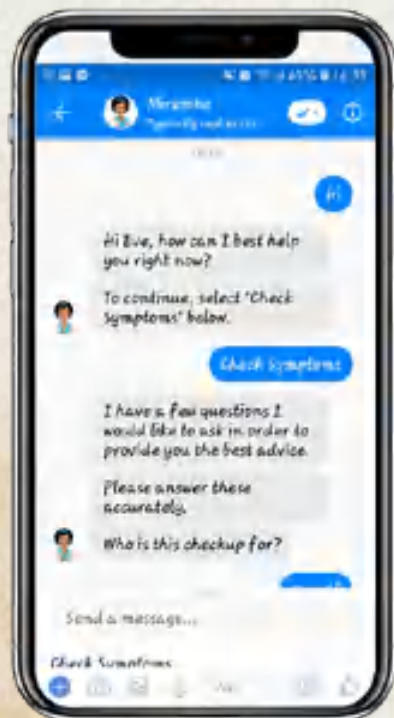 Hi
Hi Eve, how can I best help
you right now?
To continue, select "Check
Symptoms" below.
Check Symptoms
I have a few questions I
would like to ask in order to
provide you the best advice.
Please answer these
accurately.
Who is this checkup for?
Send a message...
Check Symptoms